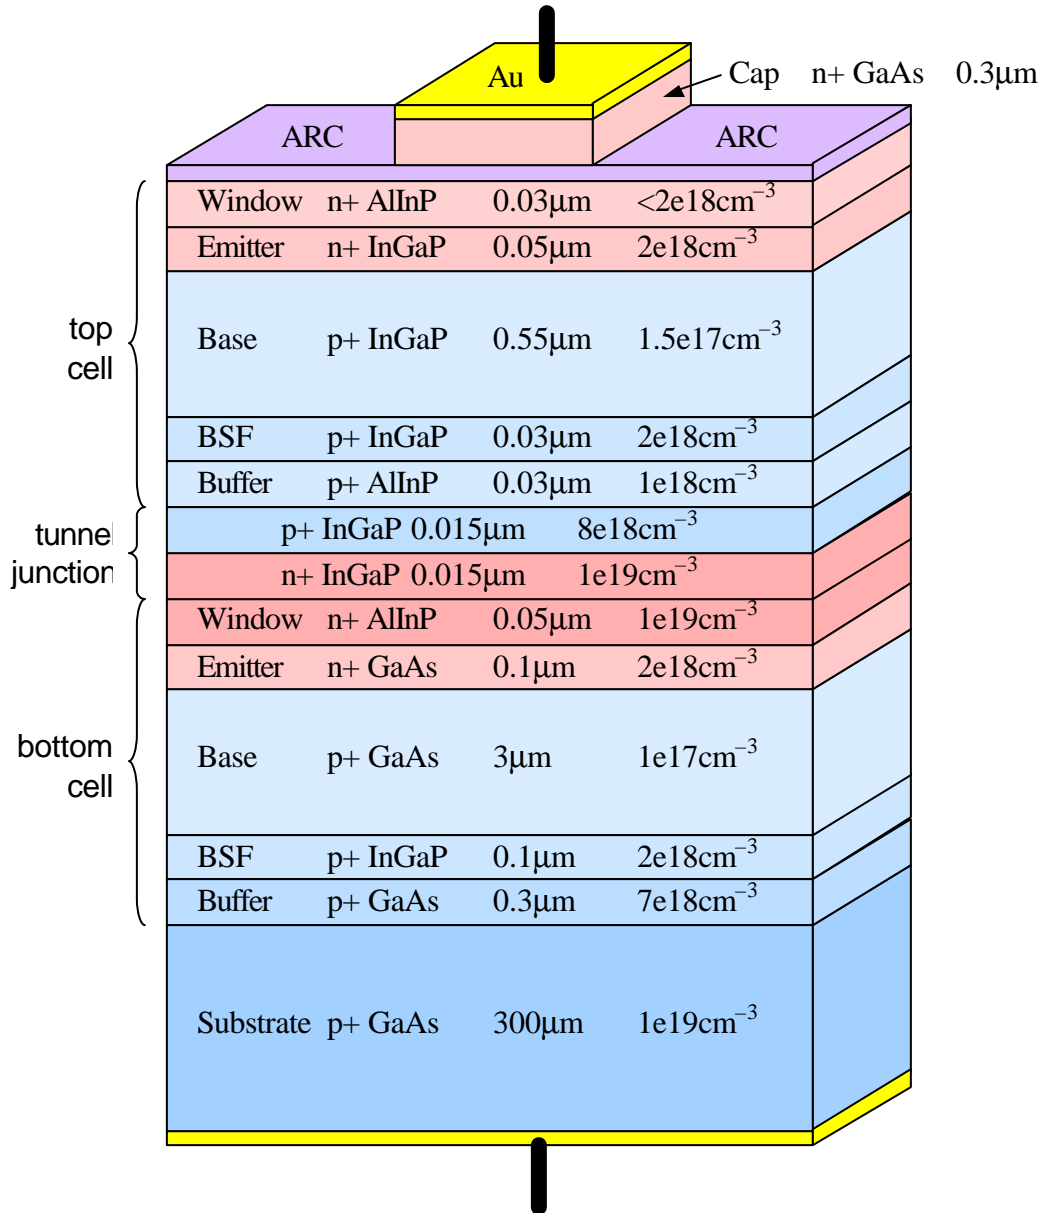 Au
Cap n+ GaAs 0.3μm
ARC ARC
Window n+ AlInP 0.03μm <2e18cm⁻³
Emitter n+ InGaP 0.05μm 2e18cm⁻³
top
cell
Base p+ InGaP 0.55μm 1.5e17cm⁻³
BSF p+ InGaP 0.03μm 2e18cm⁻³
Buffer p+ AlInP 0.03μm 1e18cm⁻³
tunnel
junction
p+ InGaP 0.015μm 8e18cm⁻³
n+ InGaP 0.015μm 1e19cm⁻³
Window n+ AlInP 0.05μm 1e19cm⁻³
Emitter n+ GaAs 0.1μm 2e18cm⁻³
bottom
cell
Base p+ GaAs 3μm 1e17cm⁻³
BSF p+ InGaP 0.1μm 2e18cm⁻³
Buffer p+ GaAs 0.3μm 7e18cm⁻³
Substrate p+ GaAs 300μm 1e19cm⁻³